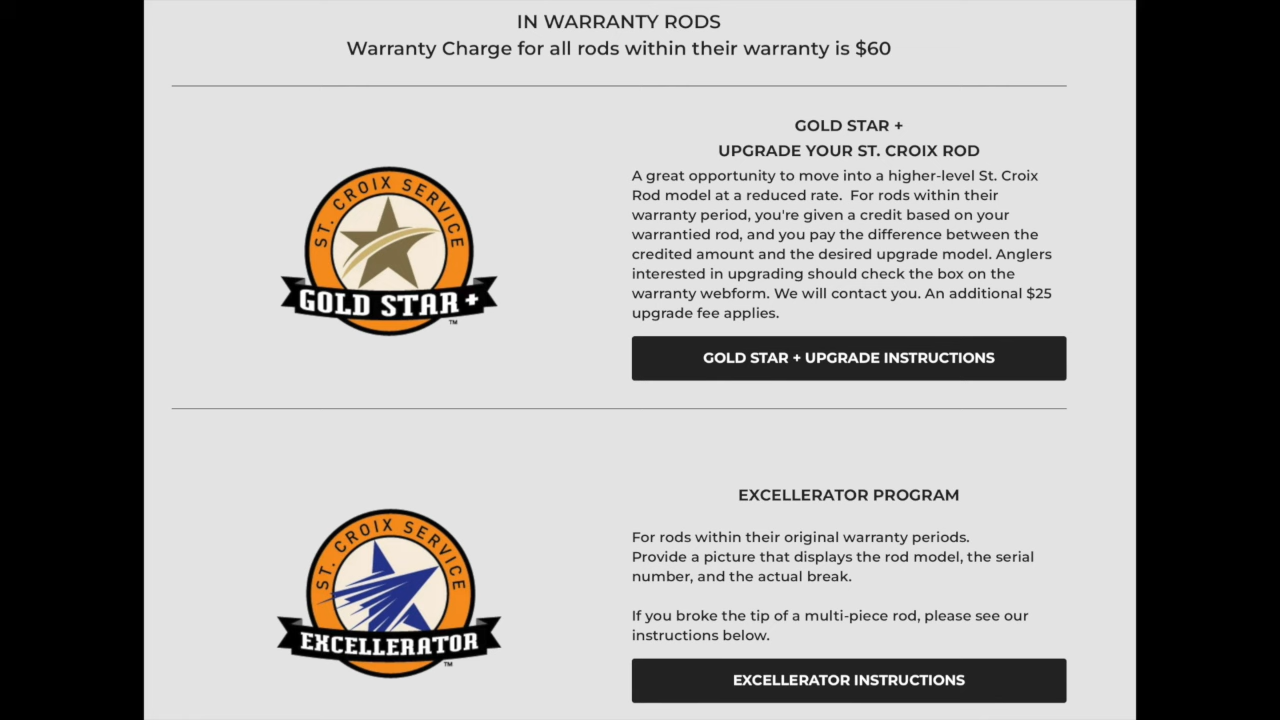 IN WARRANTY RODS
Warranty Charge for all rods within their warranty is $60
GOLD STAR +
UPGRADE YOUR ST. CROIX ROD
A great opportunity to move into a higher-level St. Croix
Rod model at a reduced rate.  For rods within their
warranty period, you're given a credit based on your
warrantied rod, and you pay the difference between the
credited amount and the desired upgrade model. Anglers
interested in upgrading should check the box on the
warranty webform. We will contact you. An additional $25
upgrade fee applies.
GOLD STAR + UPGRADE INSTRUCTIONS
ST. CROIX SERVICE
GOLD STAR +
TM
EXCELLERATOR PROGRAM
For rods within their original warranty periods.
Provide a picture that displays the rod model, the serial
number, and the actual break.
If you broke the tip of a multi-piece rod, please see our
instructions below.
EXCELLERATOR INSTRUCTIONS
ST. CROIX SERVICE
EXCELLERATOR
TM